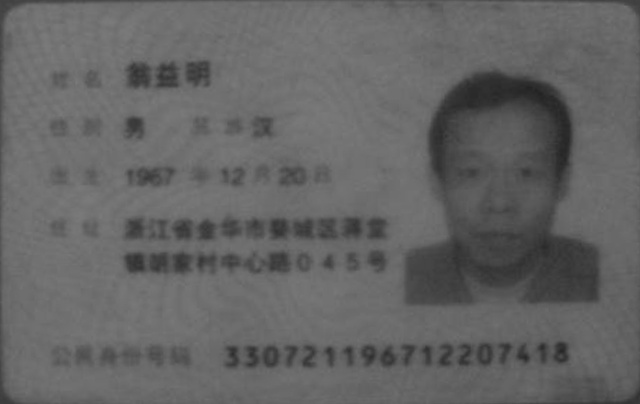 姓名 翁益明
性别 男 民族 汉
出生 1967 年 12 月 20 日
住址 浙江省金华市婺城区蒋堂
镇胡家村中心路045号
公民身份号码 330721196712207418